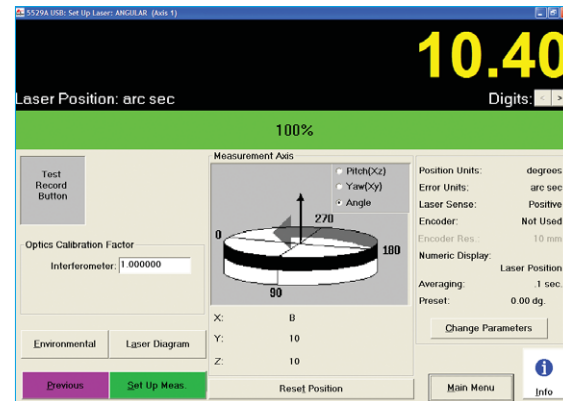 5529A USB: Set Up Laser: ANGULAR (Axis 1)
10.40
Laser Position: arc sec
Digits: < >
100%
Test
Record
Button
Optics Calibration Factor
Interferometer: 1.000000
Environmental
Laser Diagram
Previous
Set Up Meas.
Measurement Axis
Pitch(Xz)
Yaw(Xy)
Angle
270
0
180
90
X: B
Y: 10
Z: 10
Reset Position
Position Units: degrees
Error Units: arc sec
Laser Sense: Positive
Encoder: Not Used
Encoder Res.: 10 mm
Numeric Display:
Laser Position
Averaging: .1 sec.
Preset: 0.00 dg.
Change Parameters
Main Menu
Info